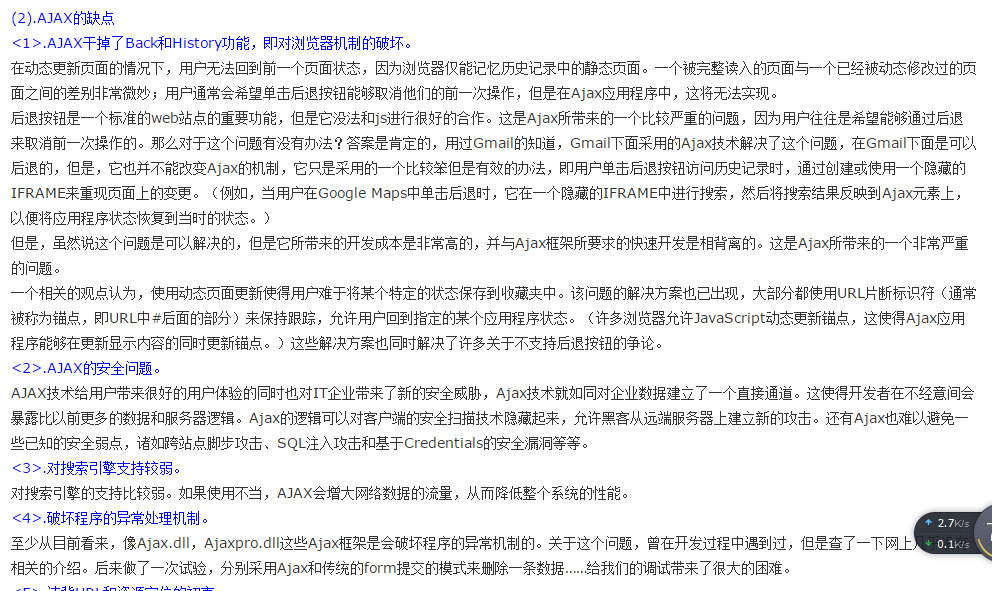 (2).AJAX的缺点
<1>.AJAX干掉了Back和History功能，即对浏览器机制的破坏。
在动态更新页面的情况下，用户无法回到前一个页面状态，因为浏览器仅能记忆历史记录中的静态页面。一个被完整读入的页面与一个已经被动态修改过的页
面之间的差别非常微妙；用户通常会希望单击后退按钮能够取消他们的前一次操作，但是在Ajax应用程序中，这将无法实现。
后退按钮是一个标准的web站点的重要功能，但是它没法和js进行很好的合作。这是Ajax所带来的一个比较严重的问题，因为用户往往是希望能够通过后退
来取消前一次操作的。那么对于这个问题有没有办法？答案是肯定的，用过Gmail的知道，Gmail下面采用的Ajax技术解决了这个问题，在Gmail下面是可以
后退的，但是，它也并不能改变Ajax的机制，它只是采用的一个比较笨但是有效的办法，即用户单击后退按钮访问历史记录时，通过创建或使用一个隐藏的
IFRAME来重现页面上的变更。（例如，当用户在Google Maps中单击后退时，它在一个隐藏的IFRAME中进行搜索，然后将搜索结果反映到Ajax元素上，
以便将应用程序状态恢复到当时的状态。）
但是，虽然说这个问题是可以解决的，但是它所带来的开发成本是非常高的，并与Ajax框架所要求的快速开发是相背离的。这是Ajax所带来的一个非常严重
的问题。
一个相关的观点认为，使用动态页面更新使得用户难于将某个特定的状态保存到收藏夹中。该问题的解决方案也已出现，大部分都使用URL片断标识符（通常
被称为锚点，即URL中#后面的部分）来保持跟踪，允许用户回到指定的某个应用程序状态。（许多浏览器允许JavaScript动态更新锚点，这使得Ajax应用
程序能够在更新显示内容的同时更新锚点。）这些解决方案也同时解决了许多关于不支持后退按钮的争论。
<2>.AJAX的安全问题。
AJAX技术给用户带来很好的用户体验的同时也对IT企业带来了新的安全威胁，Ajax技术就如同对企业数据建立了一个直接通道。这使得开发者在不经意间会
暴露比以前更多的数据和服务器逻辑。Ajax的逻辑可以对客户端的安全扫描技术隐藏起来，允许黑客从远端服务器上建立新的攻击。还有Ajax也难以避免一
些已知的安全弱点，诸如跨站点脚步攻击、SQL注入攻击和基于Credentials的安全漏洞等等。
<3>.对搜索引擎支持较弱。
对搜索引擎的支持比较弱。如果使用不当，AJAX会增大网络数据的流量，从而降低整个系统的性能。
<4>.破坏程序的异常处理机制。
至少从目前看来，像Ajax.dll，Ajaxpro.dll这些Ajax框架是会破坏程序的异常机制的。关于这个问题，曾在开发过程中遇到过，但是查了一下网上
2.7K/s
0.1K/s
相关的介绍。后来做了一次试验，分别采用Ajax和传统的form提交的模式来删除一条数据……给我们的调试带来了很大的困难。